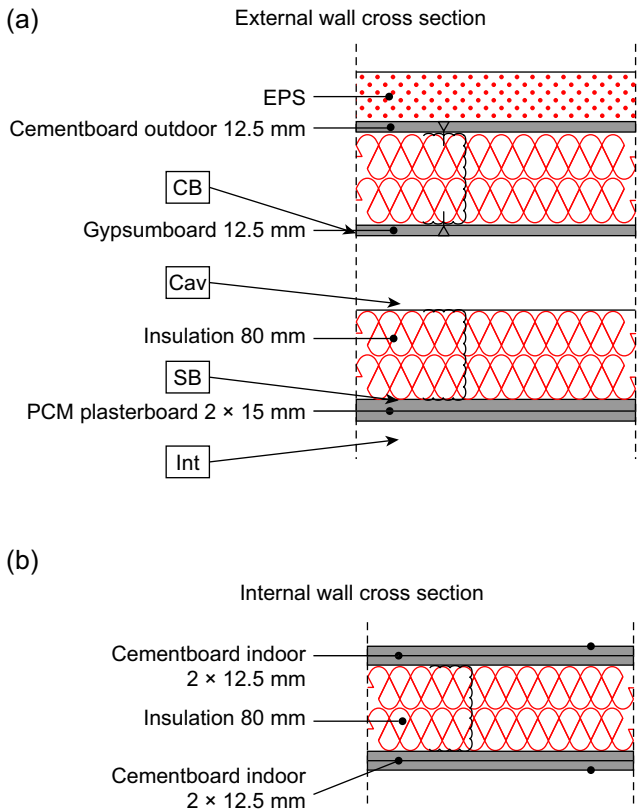 (a)
External wall cross section
EPS
Cementboard outdoor 12.5 mm
CB
Gypsumboard 12.5 mm
Cav
Insulation 80 mm
SB
PCM plasterboard 2 × 15 mm
Int
(b)
Internal wall cross section
Cementboard indoor
2 × 12.5 mm
Insulation 80 mm
Cementboard indoor
2 × 12.5 mm